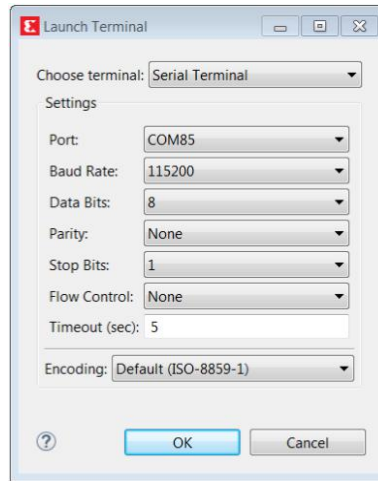 Launch Terminal
Choose terminal: Serial Terminal
Settings
Port: COM85
Baud Rate: 115200
Data Bits: 8
Parity: None
Stop Bits: 1
Flow Control: None
Timeout (sec): 5
Encoding: Default (ISO-8859-1)
OK Cancel